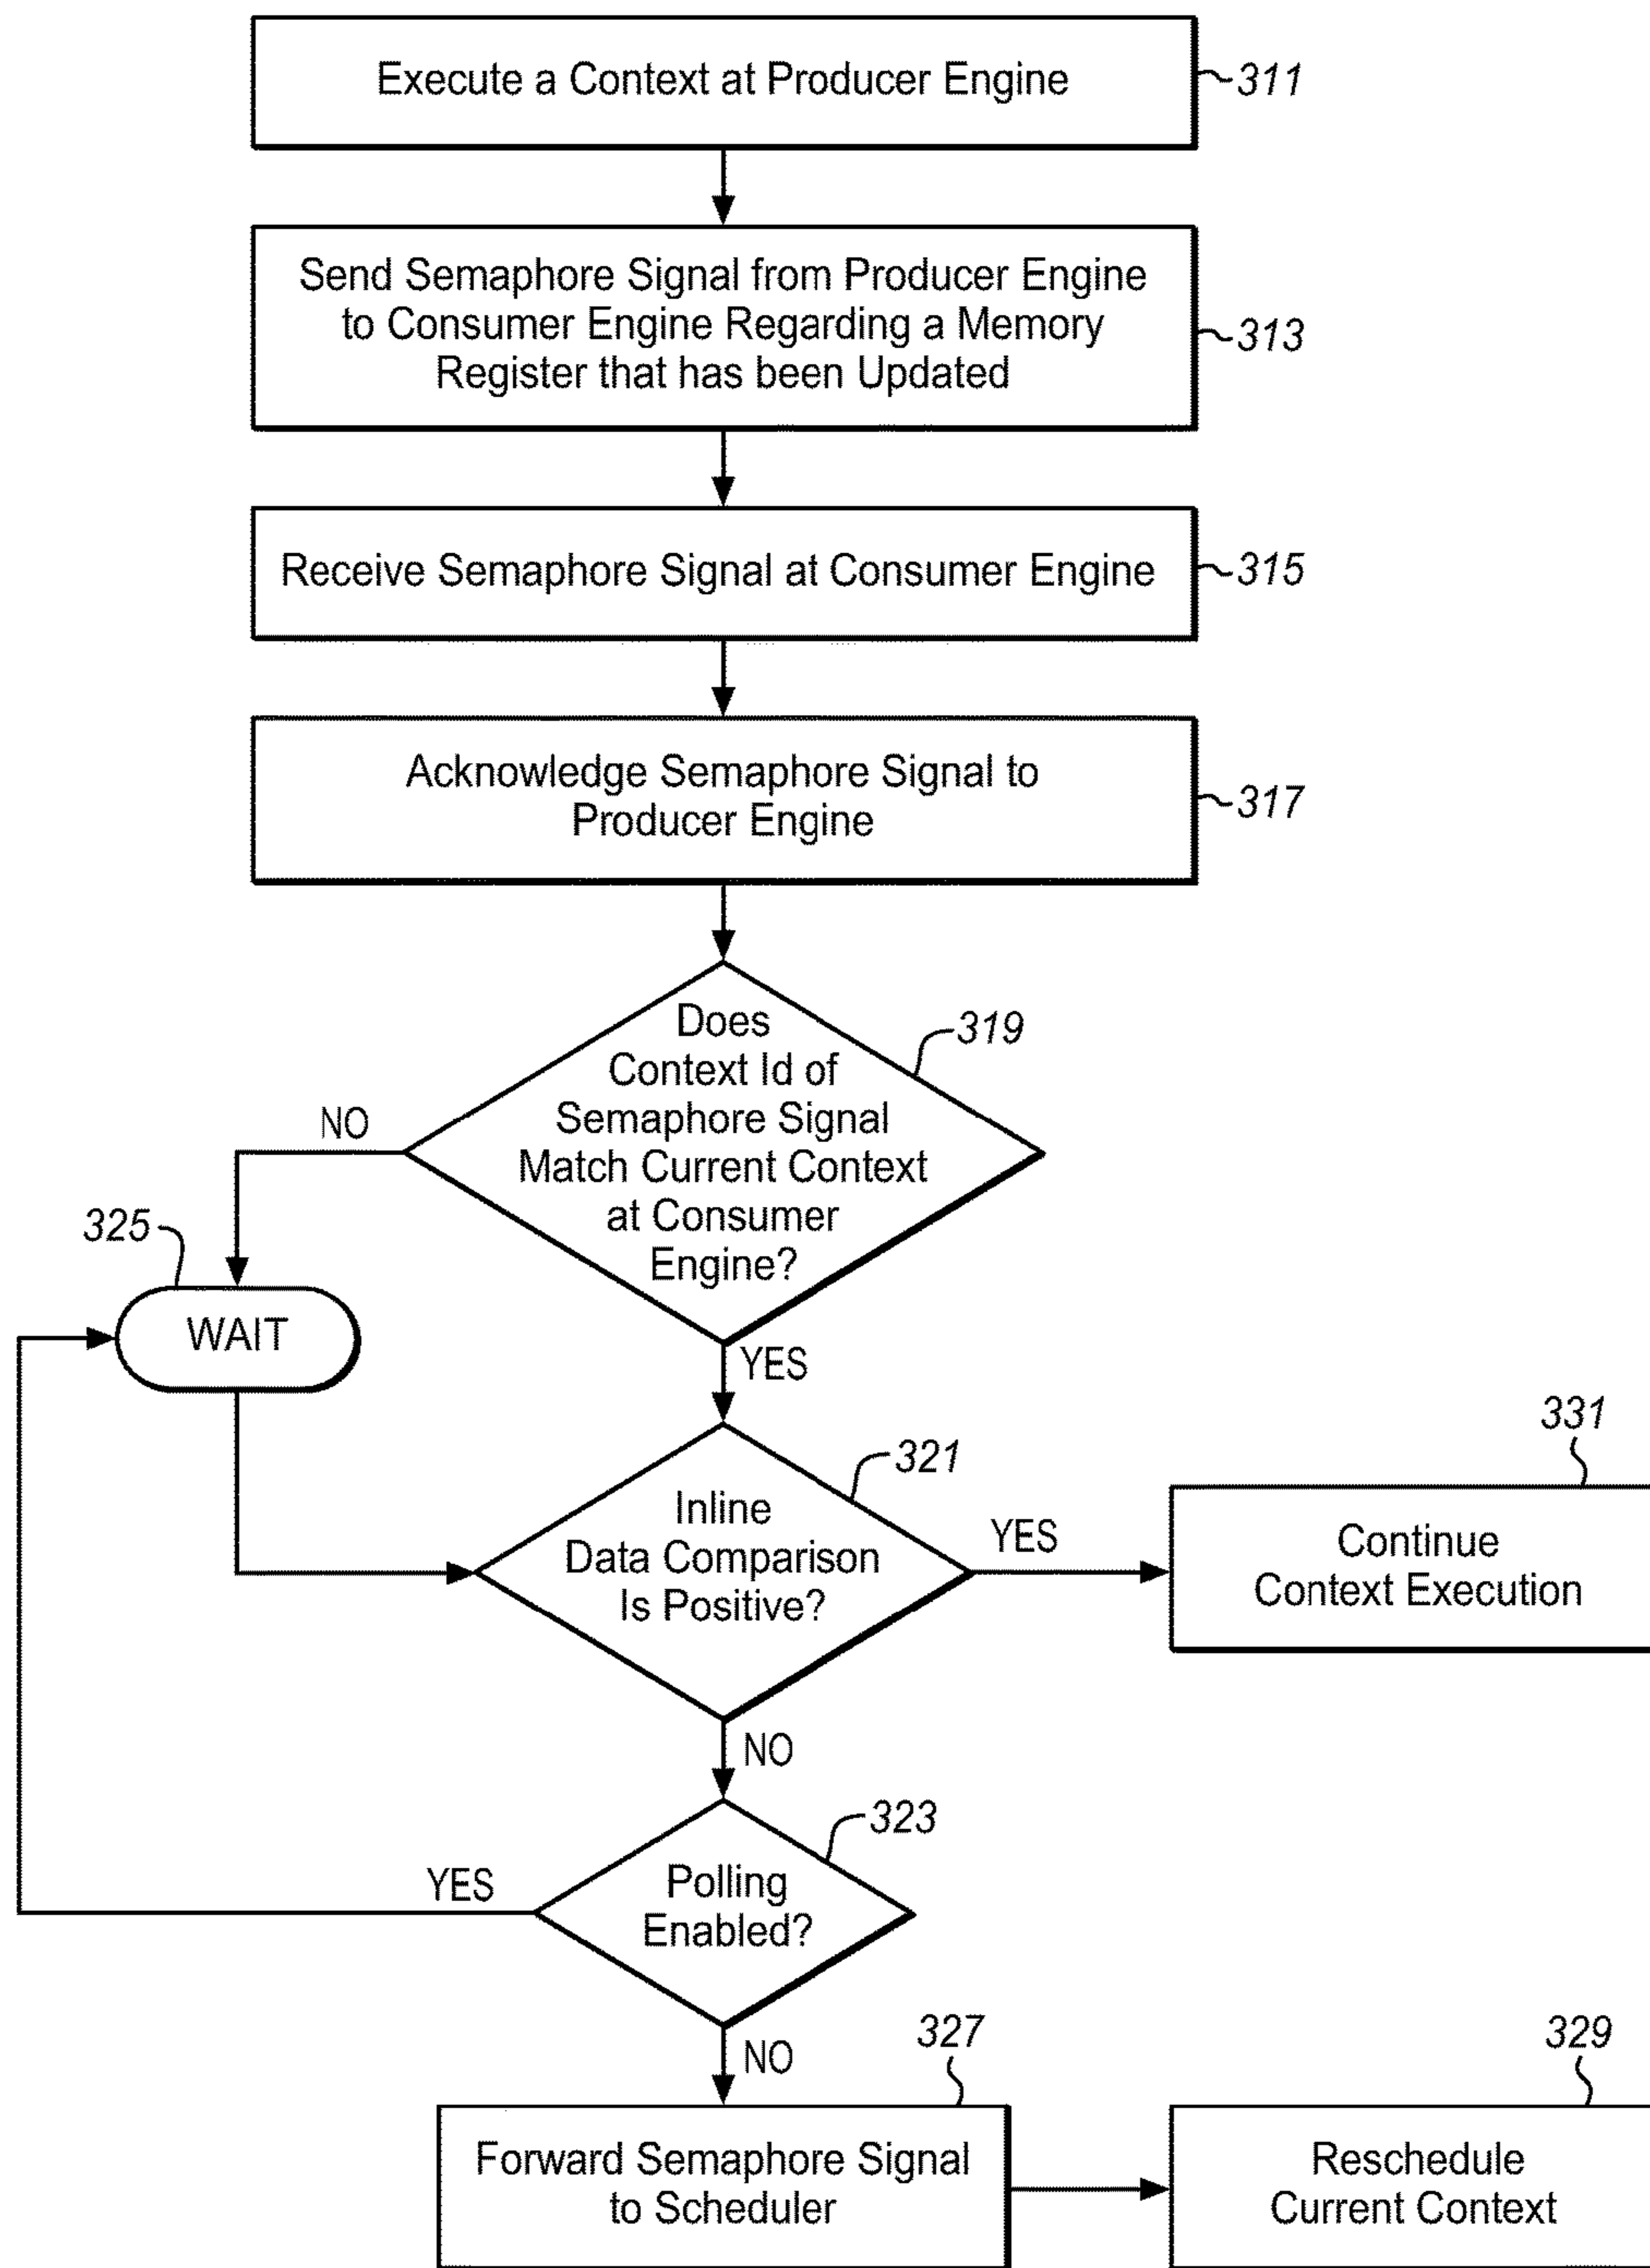 Execute a Context at Producer Engine
311
Send Semaphore Signal from Producer Engine
to Consumer Engine Regarding a Memory
Register that has been Updated
313
Receive Semaphore Signal at Consumer Engine
315
Acknowledge Semaphore Signal to
Producer Engine
317
Does
Context Id of
Semaphore Signal
Match Current Context
at Consumer
Engine?
319
NO
325
WAIT
YES
Inline
Data Comparison
Is Positive?
321
YES
331
Continue
Context Execution
NO
Polling
Enabled?
323
YES
NO
327
Forward Semaphore Signal
to Scheduler
329
Reschedule
Current Context